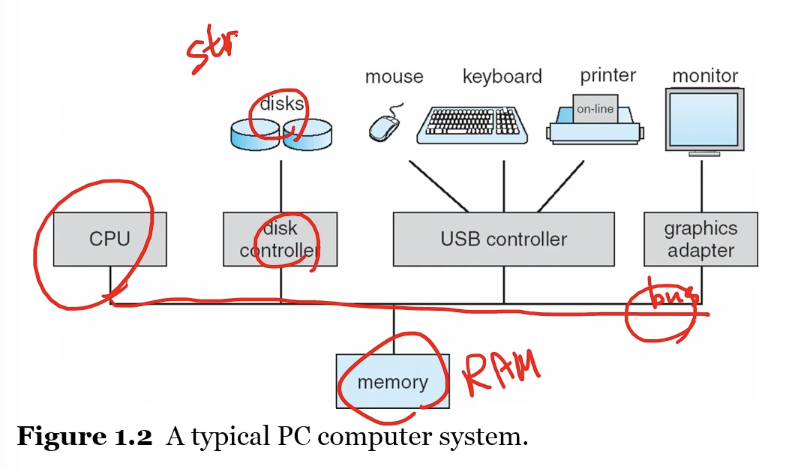 str
mouse keyboard printer monitor
disks
on-line
CPU
disk
controller
USB controller
graphics
adapter
bus
memory
RAM
Figure 1.2 A typical PC computer system.